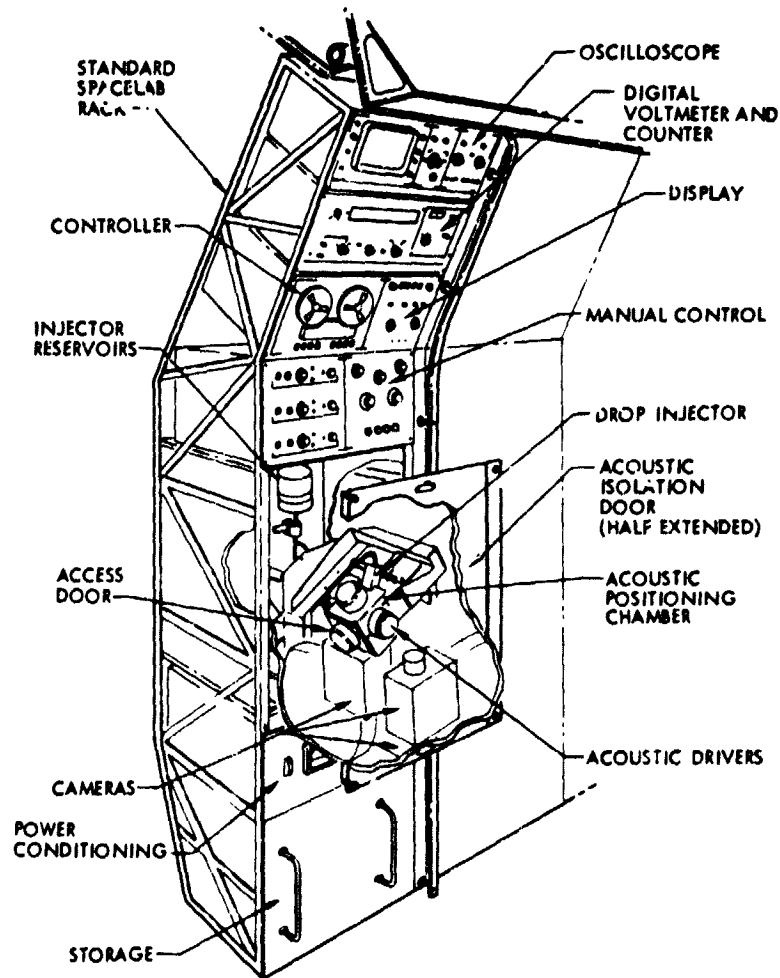 STANDARD
SPACELAB
RACK
CONTROLLER
INJECTOR
RESERVOIRS
ACCESS
DOOR
CAMERAS
POWER
CONDITIONING
STORAGE
OSCILLOSCOPE
DIGITAL
VOLTMETER AND
COUNTER
DISPLAY
MANUAL CONTROL
DROP INJECTOR
ACOUSTIC
ISOLATION
DOOR
(HALF EXTENDED)
ACOUSTIC
POSITIONING
CHAMBER
ACOUSTIC DRIVERS